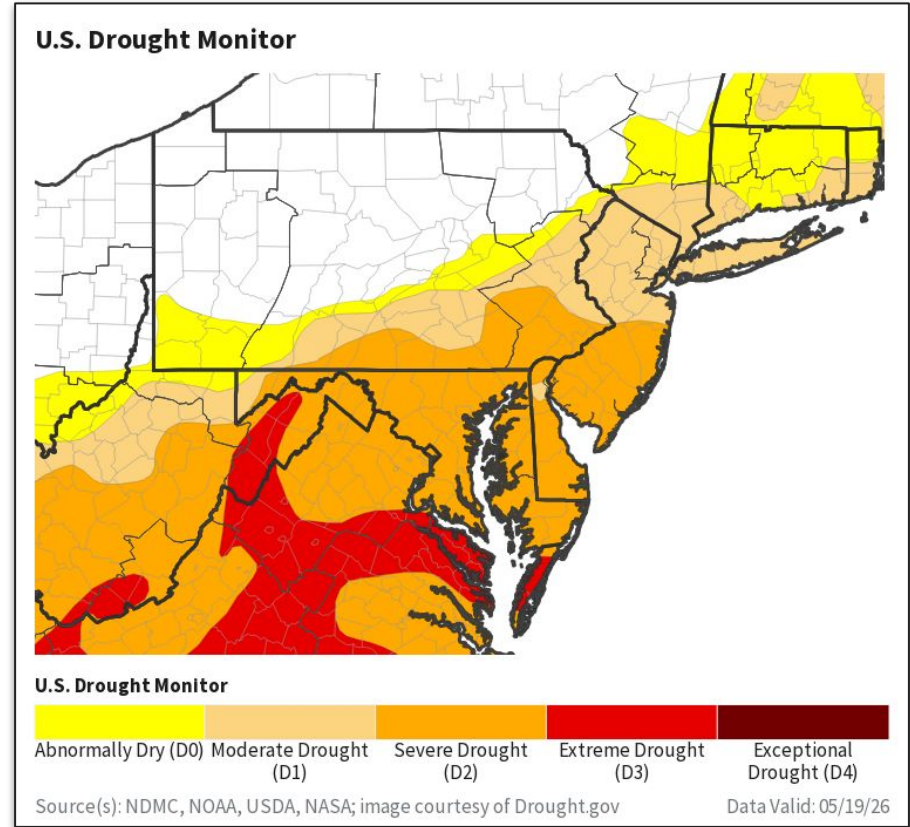 U.S. Drought Monitor
U.S. Drought Monitor
Abnormally Dry (D0)
Moderate Drought
(D1)
Severe Drought
(D2)
Extreme Drought
(D3)
Exceptional
Drought (D4)
Source(s): NDMC, NOAA, USDA, NASA; image courtesy of Drought.gov
Data Valid: 05/19/26